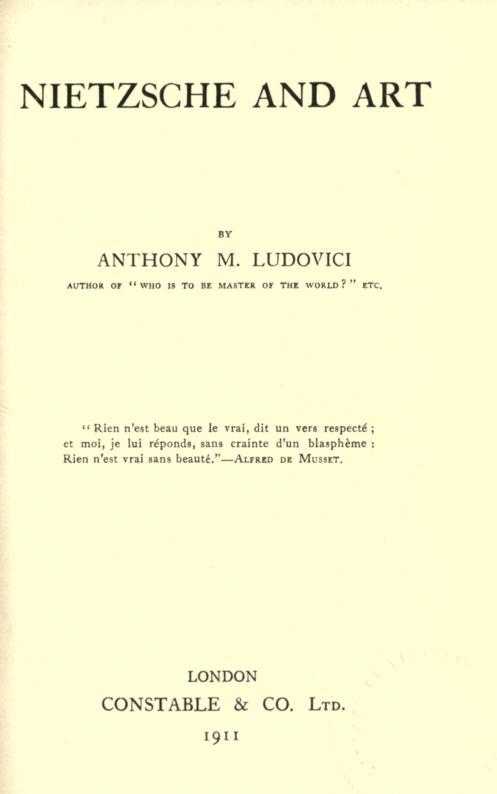 NIETZSCHE AND ART
BY
ANTHONY M. LUDOVICI
AUTHOR OF "WHO IS TO BE MASTER OF THE WORLD?" ETC.
"Rien n'est beau que le vrai, dit un vers respecté ;
et moi, je lui réponds, sans crainte d'un blasphème :
Rien n'est vrai sans beauté."—ALFRED DE MUSSET.
LONDON
CONSTABLE & CO. LTD.
1911